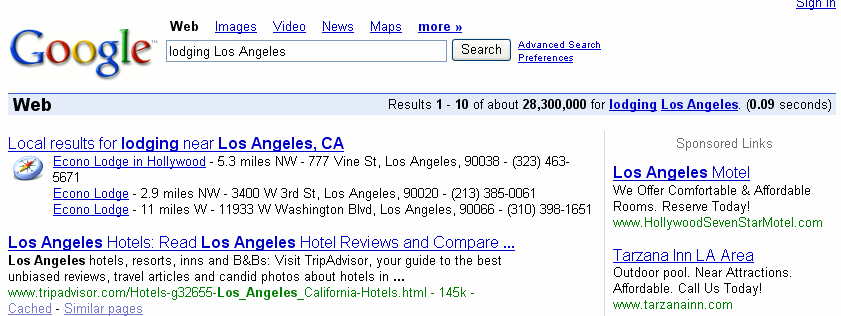 Sign in
Web Images Video News Maps more »
Google™
lodging Los Angeles Search Advanced Search
Preferences
Web Results 1 - 10 of about 28,300,000 for lodging Los Angeles. (0.09 seconds)
Local results for lodging near Los Angeles, CA
Econo Lodge in Hollywood - 5.3 miles NW - 777 Vine St, Los Angeles, 90038 - (323) 463-
5671
Econo Lodge - 2.9 miles NW - 3400 W 3rd St, Los Angeles, 90020 - (213) 385-0061
Econo Lodge - 11 miles W - 11933 W Washington Blvd, Los Angeles, 90066 - (310) 398-1651
Los Angeles Hotels: Read Los Angeles Hotel Reviews and Compare ...
Los Angeles hotels, resorts, inns and B&Bs: Visit TripAdvisor, your guide to the best
unbiased reviews, travel articles and candid photos about hotels in ...
www.tripadvisor.com/Hotels-g32655-Los_Angeles_California-Hotels.html - 145k -
Cached - Similar pages
Sponsored Links
Los Angeles Motel
We Offer Comfortable & Affordable
Rooms. Reserve Today!
www.HollywoodSevenStarMotel.com
Tarzana Inn LA Area
Outdoor pool. Near Attractions.
Affordable. Call Us Today!
www.tarzanainn.com